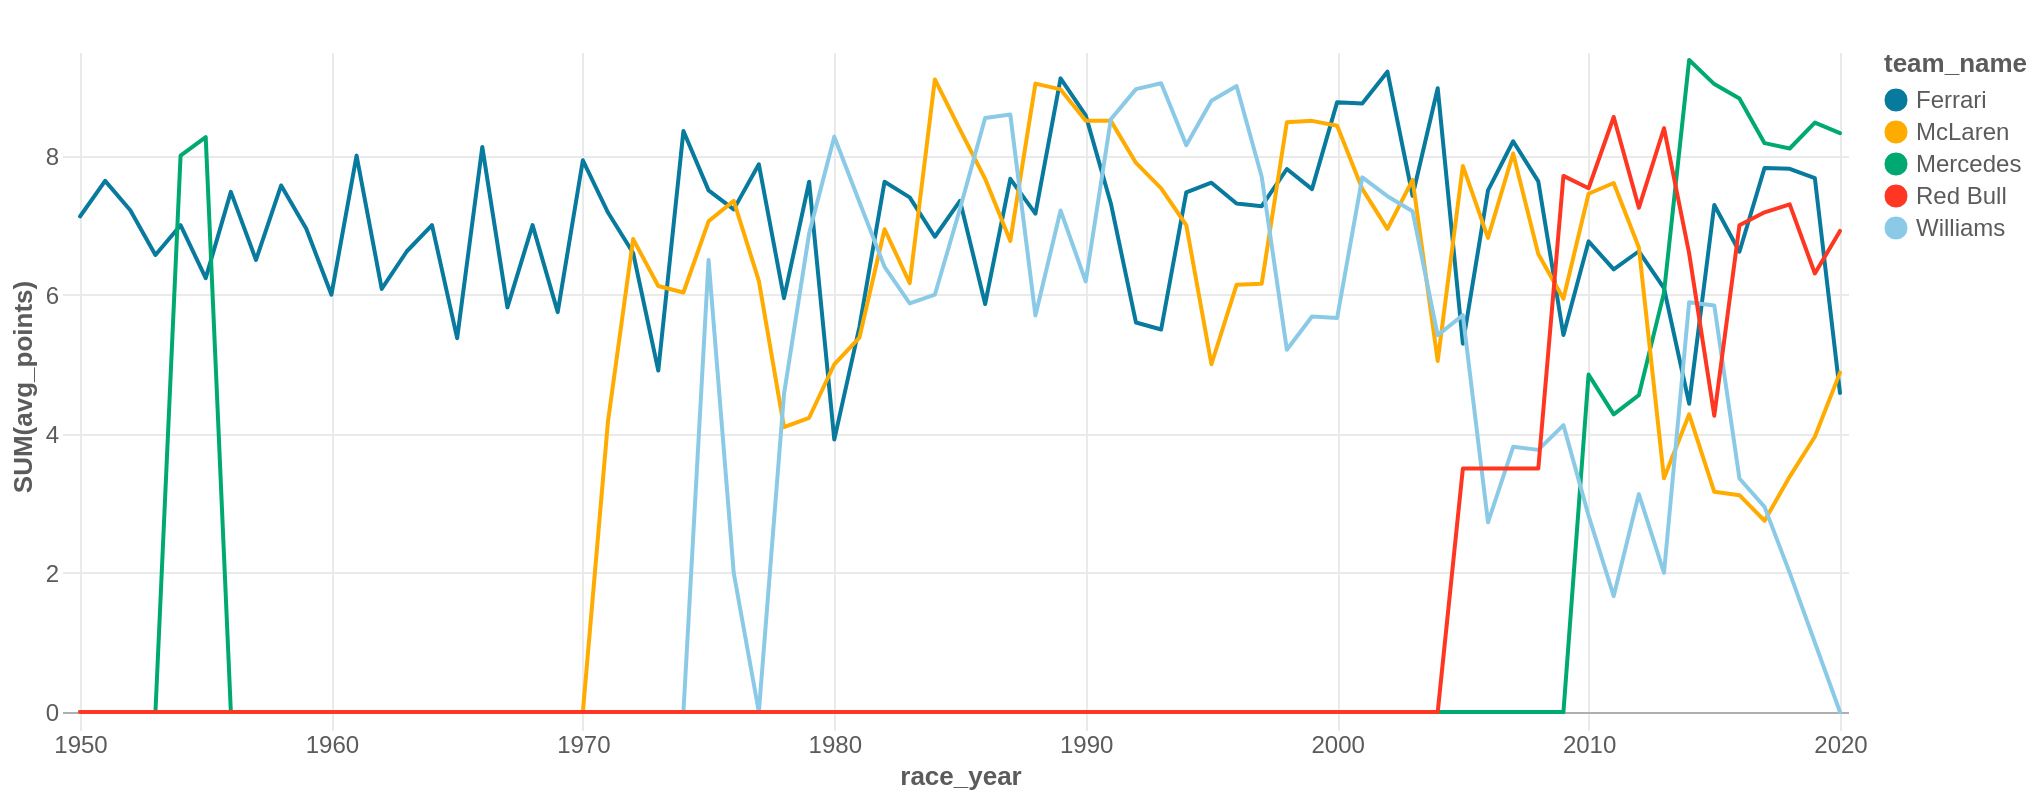 team_name
Ferrari
McLaren
Mercedes
Red Bull
Williams
SUM(avg_points)
8
6
4
2
0
1950 1960 1970 1980 1990 2000 2010 2020
race_year